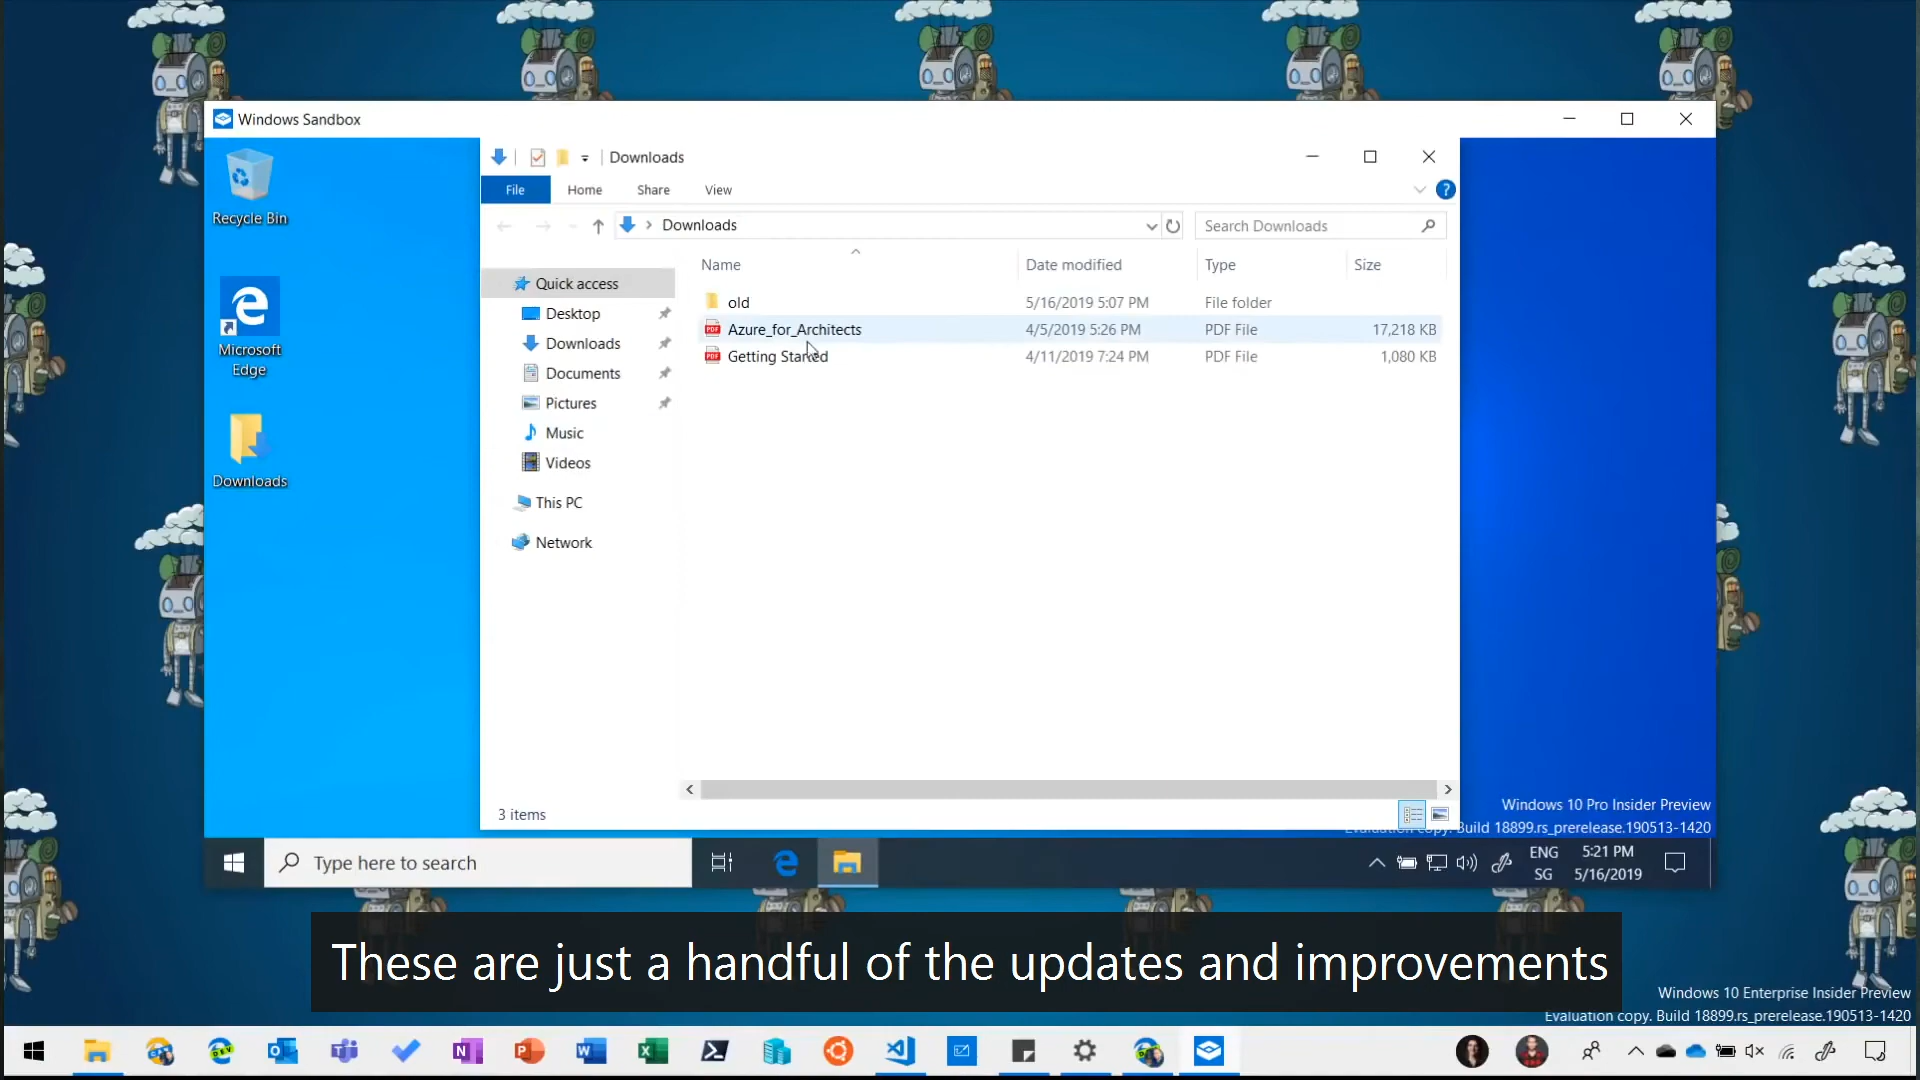 Windows Sandbox
Recycle Bin
Microsoft
Edge
Downloads
Downloads
File Home Share View
Downloads
Search Downloads
Name Date modified Type Size
Quick access
Desktop
Downloads
Documents
Pictures
Music
Videos
This PC
Network
old 5/16/2019 5:07 PM File folder
Azure_for_Architects 4/5/2019 5:26 PM PDF File 17,218 KB
Getting Started 4/11/2019 7:24 PM PDF File 1,080 KB
3 items
Windows 10 Pro Insider Preview
Evaluation copy. Build 18899.rs_prerelease.190513-1420
Type here to search
ENG
SG
5:21 PM
5/16/2019
These are just a handful of the updates and improvements
Windows 10 Enterprise Insider Preview
Evaluation copy. Build 18899.rs_prerelease.190513-1420